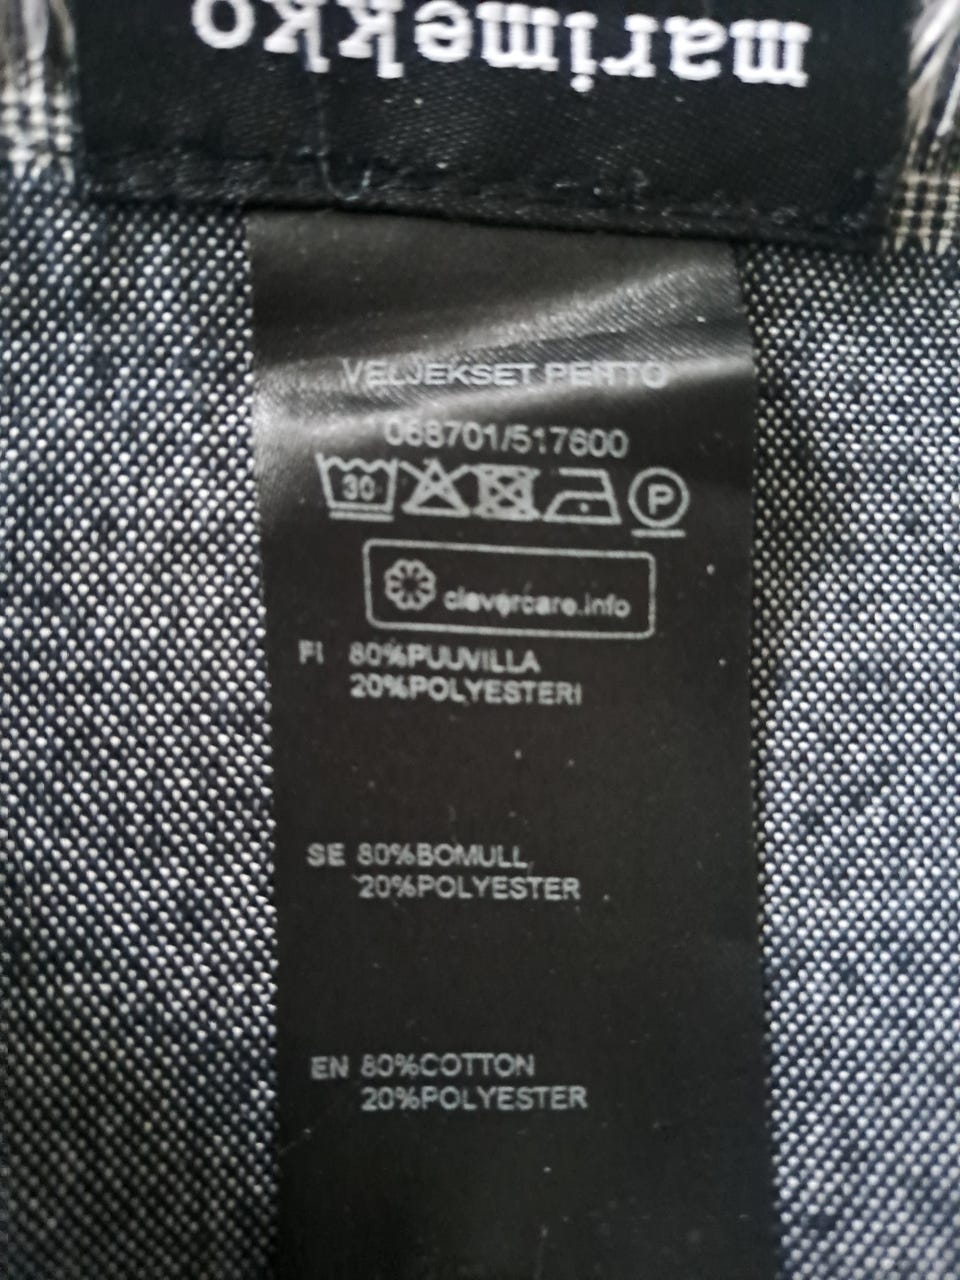 marimekko
VELJEKSET PERTTO
068701/517600
30 P
clevercare.info
FI 80%PUUVILLA
20%POLYESTERI
SE 80%BOMULL
20%POLYESTER
EN 80%COTTON
20%POLYESTER